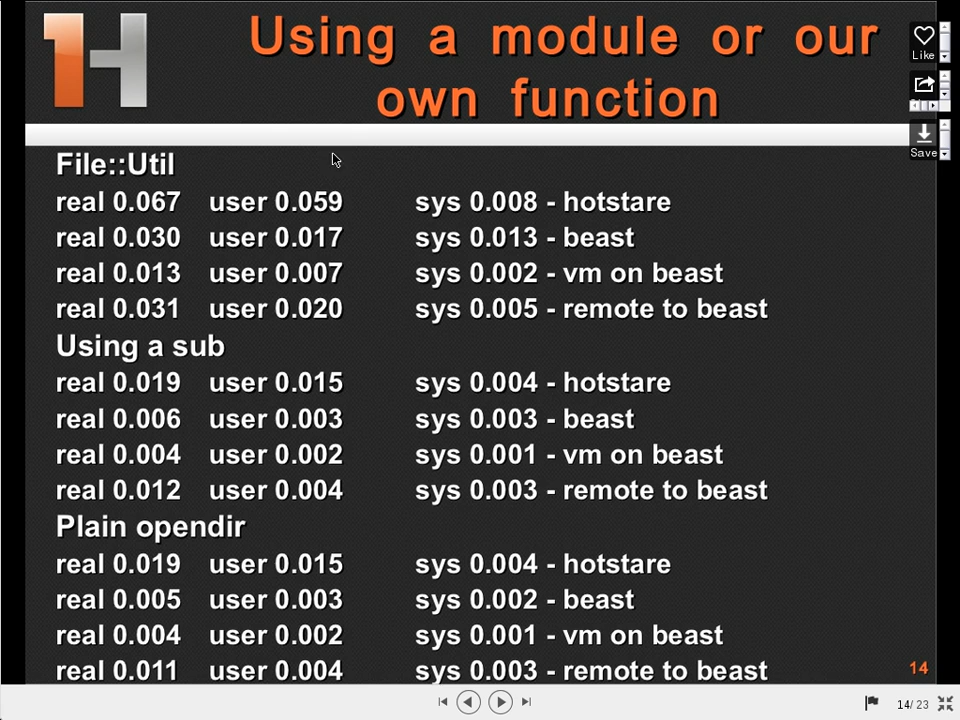 1H
Using a module or our
own function
Like
Save
File::Util
real 0.067 user 0.059 sys 0.008 - hotstare
real 0.030 user 0.017 sys 0.013 - beast
real 0.013 user 0.007 sys 0.002 - vm on beast
real 0.031 user 0.020 sys 0.005 - remote to beast
Using a sub
real 0.019 user 0.015 sys 0.004 - hotstare
real 0.006 user 0.003 sys 0.003 - beast
real 0.004 user 0.002 sys 0.001 - vm on beast
real 0.012 user 0.004 sys 0.003 - remote to beast
Plain opendir
real 0.019 user 0.015 sys 0.004 - hotstare
real 0.005 user 0.003 sys 0.002 - beast
real 0.004 user 0.002 sys 0.001 - vm on beast
real 0.011 user 0.004 sys 0.003 - remote to beast
14
14/ 23